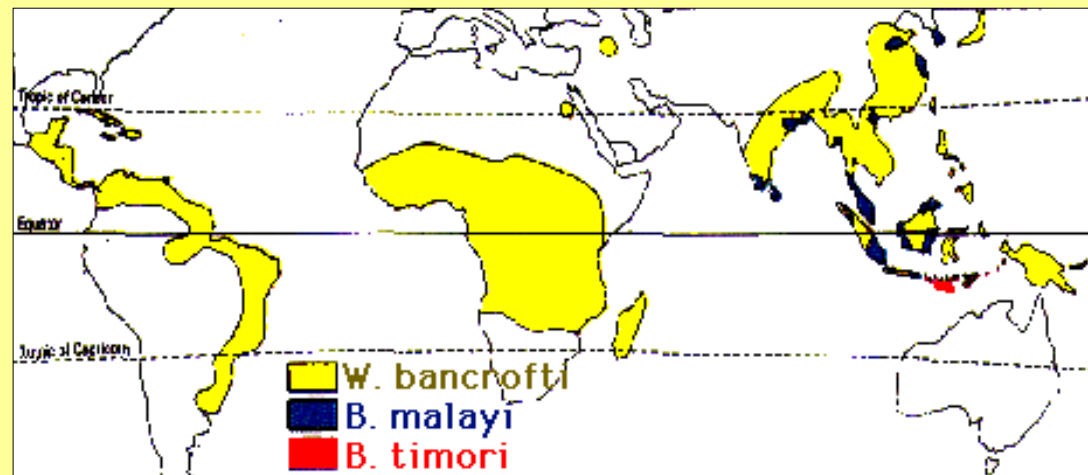 Tropic of Cancer
Equator
Tropic of Capricorn
W. bancrofti
B. malayi
B. timori